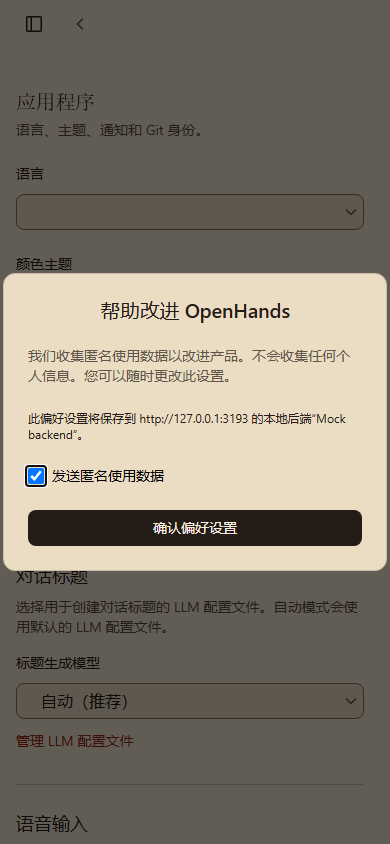 应用程序
语言、主题、通知和 Git 身份。
语言
颜色主题
帮助改进 OpenHands
我们收集匿名使用数据以改进产品。不会收集任何个
人信息。您可以随时更改此设置。
此偏好设置将保存到 http://127.0.0.1:3193 的本地后端“Mock
backend”。
发送匿名使用数据
确认偏好设置
对话标题
选择用于创建对话标题的 LLM 配置文件。自动模式会使
用默认的 LLM 配置文件。
标题生成模型
自动（推荐）
管理 LLM 配置文件
语音输入